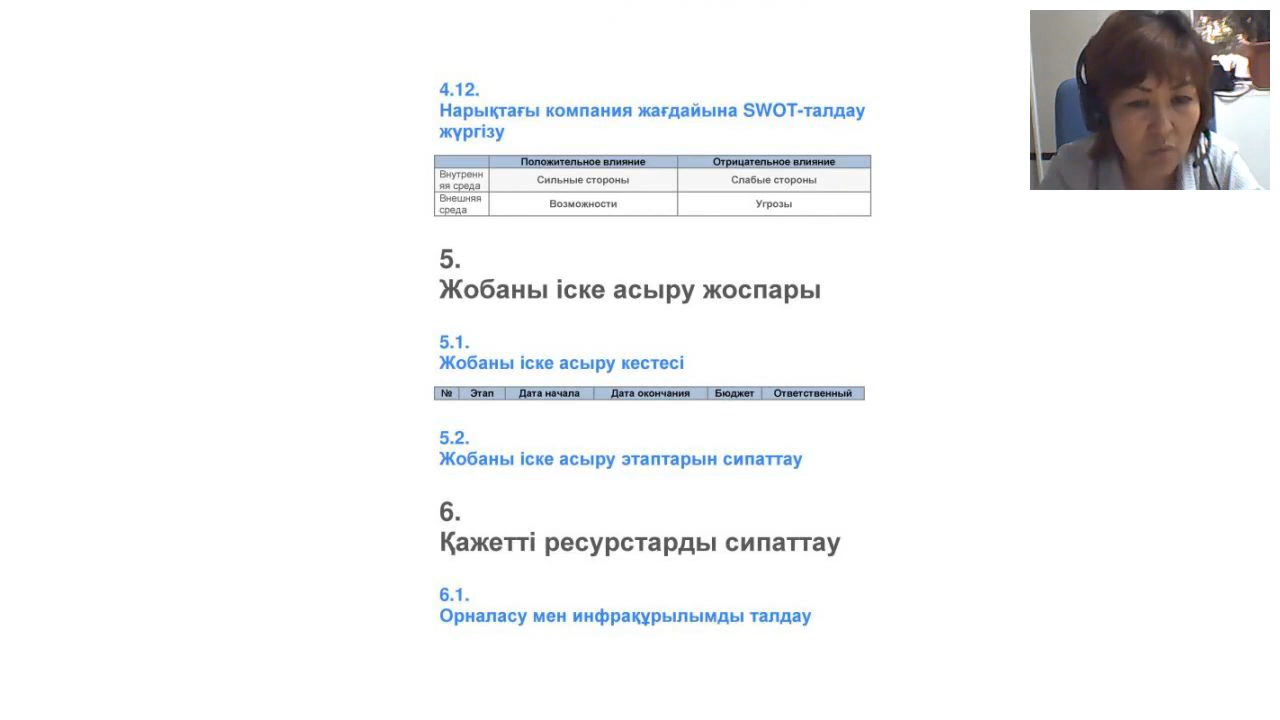 4.12.
Нарықтағы компания жағдайына SWOT-талдау
жүргізу
Положительное влияние Отрицательное влияние
Внутренн
яя среда
Сильные стороны Слабые стороны
Внешняя
среда
Возможности Угрозы
5.
Жобаны іске асыру жоспары
5.1.
Жобаны іске асыру кестесі
№ Этап Дата начала Дата окончания Бюджет Ответственный
5.2.
Жобаны іске асыру этаптарын сипаттау
6.
Қажетті ресурстарды сипаттау
6.1.
Орналасу мен инфрақұрылымды талдау